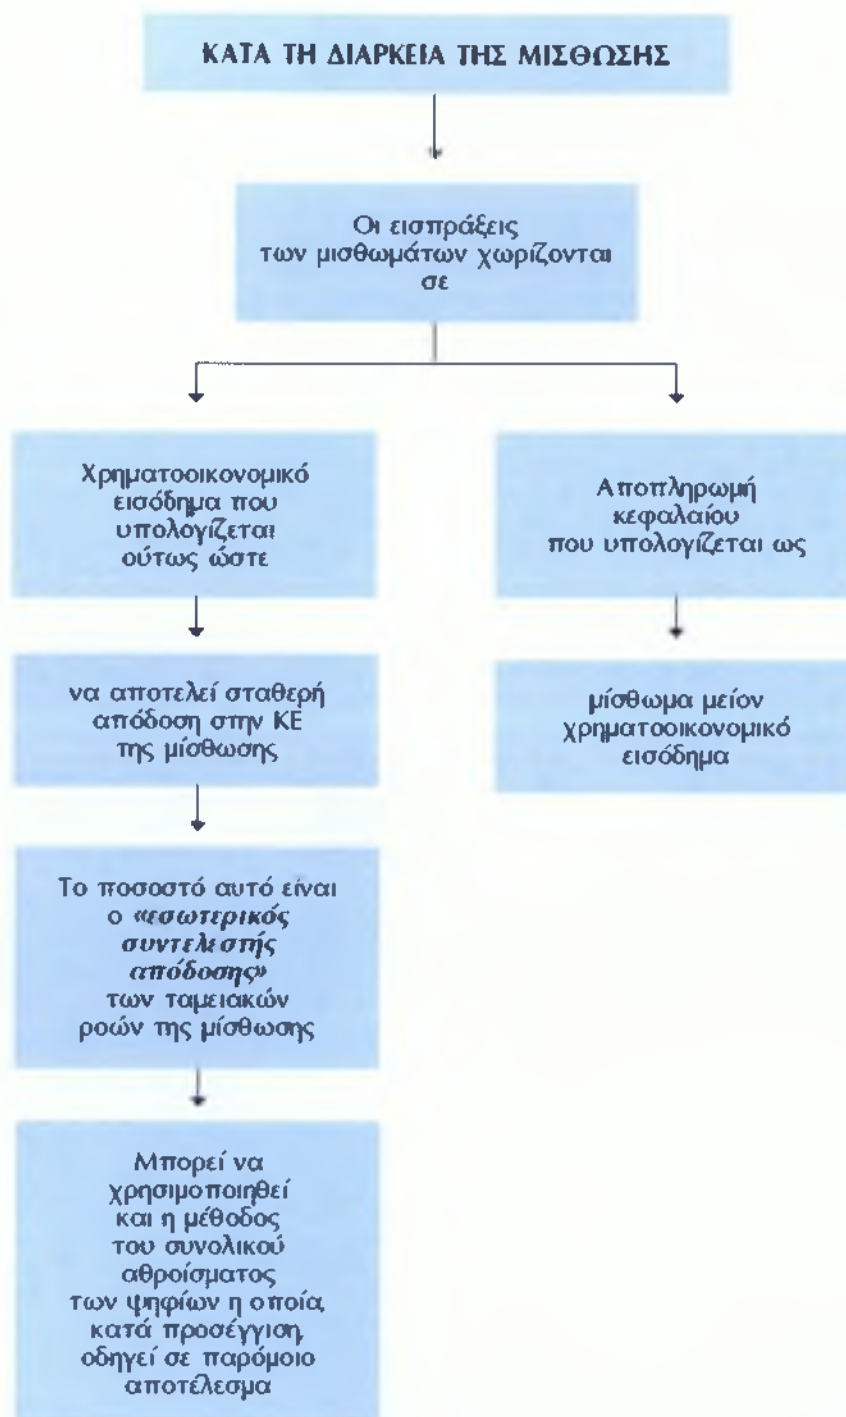 ΚΑΤΑ ΤΗ ΔΙΑΡΚΕΙΑ ΤΗΣ ΜΙΣΘΩΣΗΣ
Οι εισπράξεις
των μισθωμάτων χωρίζονται
σε
Χρηματοοικονομικό
εισόδημα που
υπολογίζεται
ούτως ώστε
να αποτελεί σταθερή
απόδοση στην ΚΕ
της μίσθωσης
Το ποσοστό αυτό είναι
ο «εσωτερικός
συντελεστής
απόδοσης»
των ταμειακών
ροών της μίσθωσης
Μπορεί να
χρησιμοποιηθεί
και η μέθοδος
του συνολικού
αθροίσματος
των ψηφίων η οποία,
κατά προσέγγιση,
οδηγεί σε παρόμοιο
αποτέλεσμα
Αποπληρωμή
κεφαλαίου
που υπολογίζεται ως
μίσθωμα μείον
χρηματοοικονομικό
εισόδημα